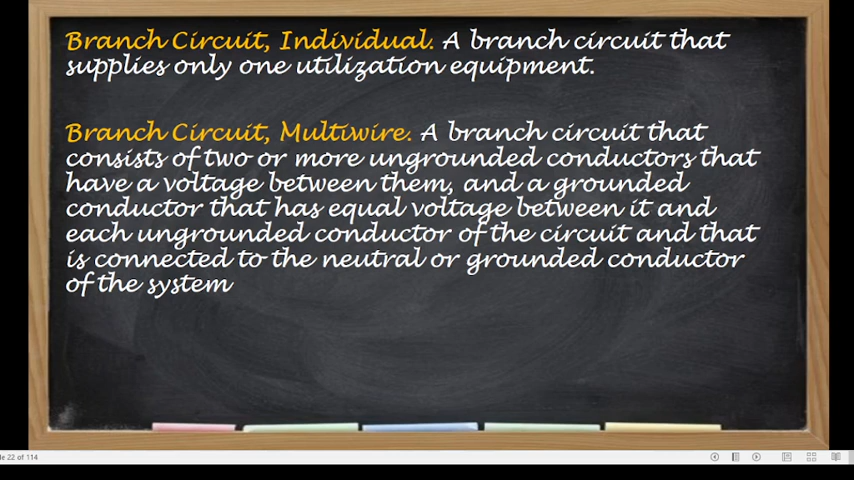 Branch Circuit, Individual. A branch circuit that
supplies only one utilization equipment.
Branch Circuit, Multiwire. A branch circuit that
consists of two or more ungrounded conductors that
have a voltage between them, and a grounded
conductor that has equal voltage between it and
each ungrounded conductor of the circuit and that
is connected to the neutral or grounded conductor
of the system
22 of 114